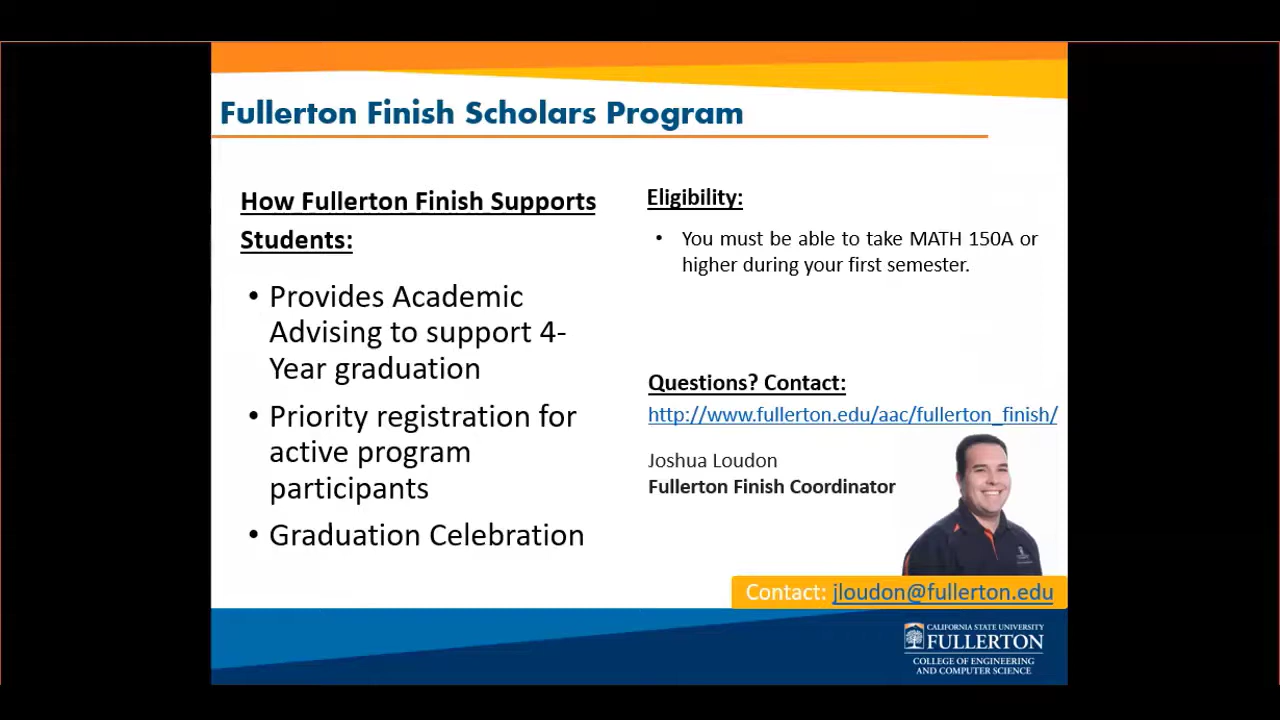 Fullerton Finish Scholars Program
How Fullerton Finish Supports
Students:
• Provides Academic
Advising to support 4-
Year graduation
• Priority registration for
active program
participants
• Graduation Celebration
Eligibility:
• You must be able to take MATH 150A or
higher during your first semester.
Questions? Contact:
http://www.fullerton.edu/aac/fullerton_finish/
Joshua Loudon
Fullerton Finish Coordinator
Contact: jloudon@fullerton.edu
CALIFORNIA STATE UNIVERSITY
FULLERTON
COLLEGE OF ENGINEERING
AND COMPUTER SCIENCE